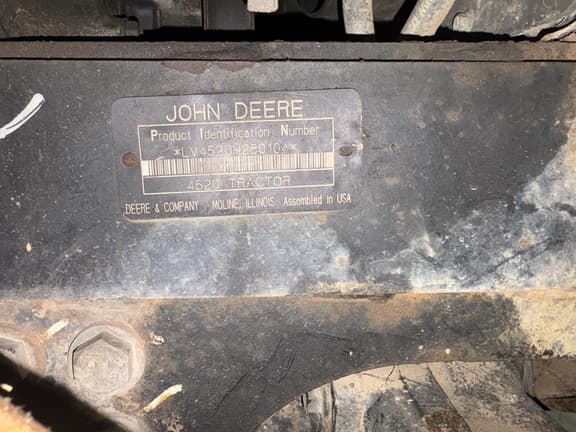 JOHN DEERE
Product Identification Number
*LV4520H250104*
4520 TRACTOR
DEERE & COMPANY MOLINE, ILLINOIS Assembled in USA